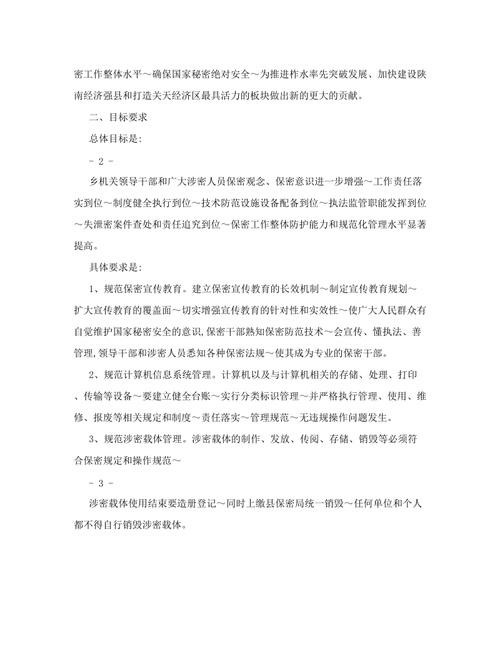 密工作整体水平～确保国家秘密绝对安全～为推进柞水率先突破发展、加快建设陕
南经济强县和打造关天经济区最具活力的板块做出新的更大的贡献。
二、目标要求
总体目标是:
- 2 -
乡机关领导干部和广大涉密人员保密观念、保密意识进一步增强～工作责任落
实到位～制度健全执行到位～技术防范设施设备配备到位～执法监管职能发挥到位
～失泄密案件查处和责任追究到位～保密工作整体防护能力和规范化管理水平显著
提高。
具体要求是:
1、规范保密宣传教育。建立保密宣传教育的长效机制～制定宣传教育规划～
扩大宣传教育的覆盖面～切实增强宣传教育的针对性和实效性～使广大人民群众有
自觉维护国家秘密安全的意识,保密干部熟知保密防范技术～会宣传、懂执法、善
管理,领导干部和涉密人员悉知各种保密法规～使其成为专业的保密干部。
2、规范计算机信息系统管理。计算机以及与计算机相关的存储、处理、打印
、传输等设备～要建立健全台账～实行分类标识管理～并严格执行管理、使用、维
修、报废等相关规定和制度～责任落实～管理规范～无违规操作问题发生。
3、规范涉密载体管理。涉密载体的制作、发放、传阅、存储、销毁等必须符
合保密规定和操作规范～
- 3 -
涉密载体使用结束要造册登记～同时上缴县保密局统一销毁～任何单位和个人
都不得自行销毁涉密载体。